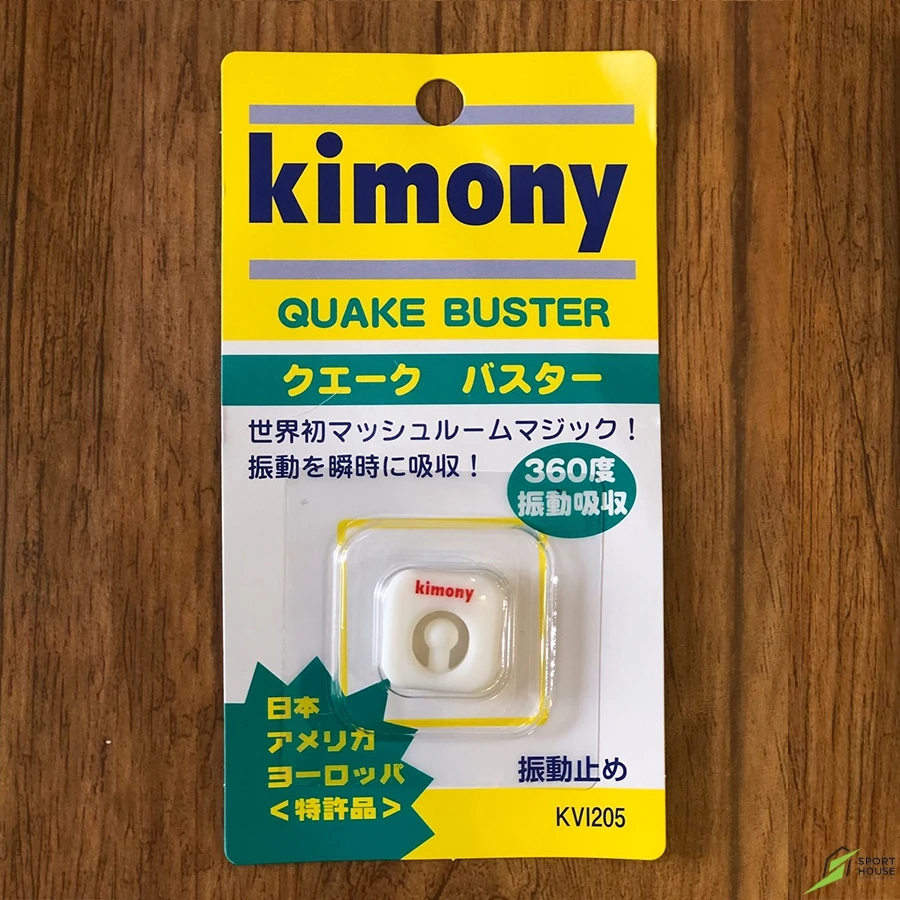 kimony
QUAKE BUSTER
クエーク バスター
世界初マッシュルームマジック！
振動を瞬時に吸収！
360度
振動吸収
kimony
日本
アメリカ
ヨーロッパ
＜特許品＞
振動止め
KVI205
SPORT
HOUSE